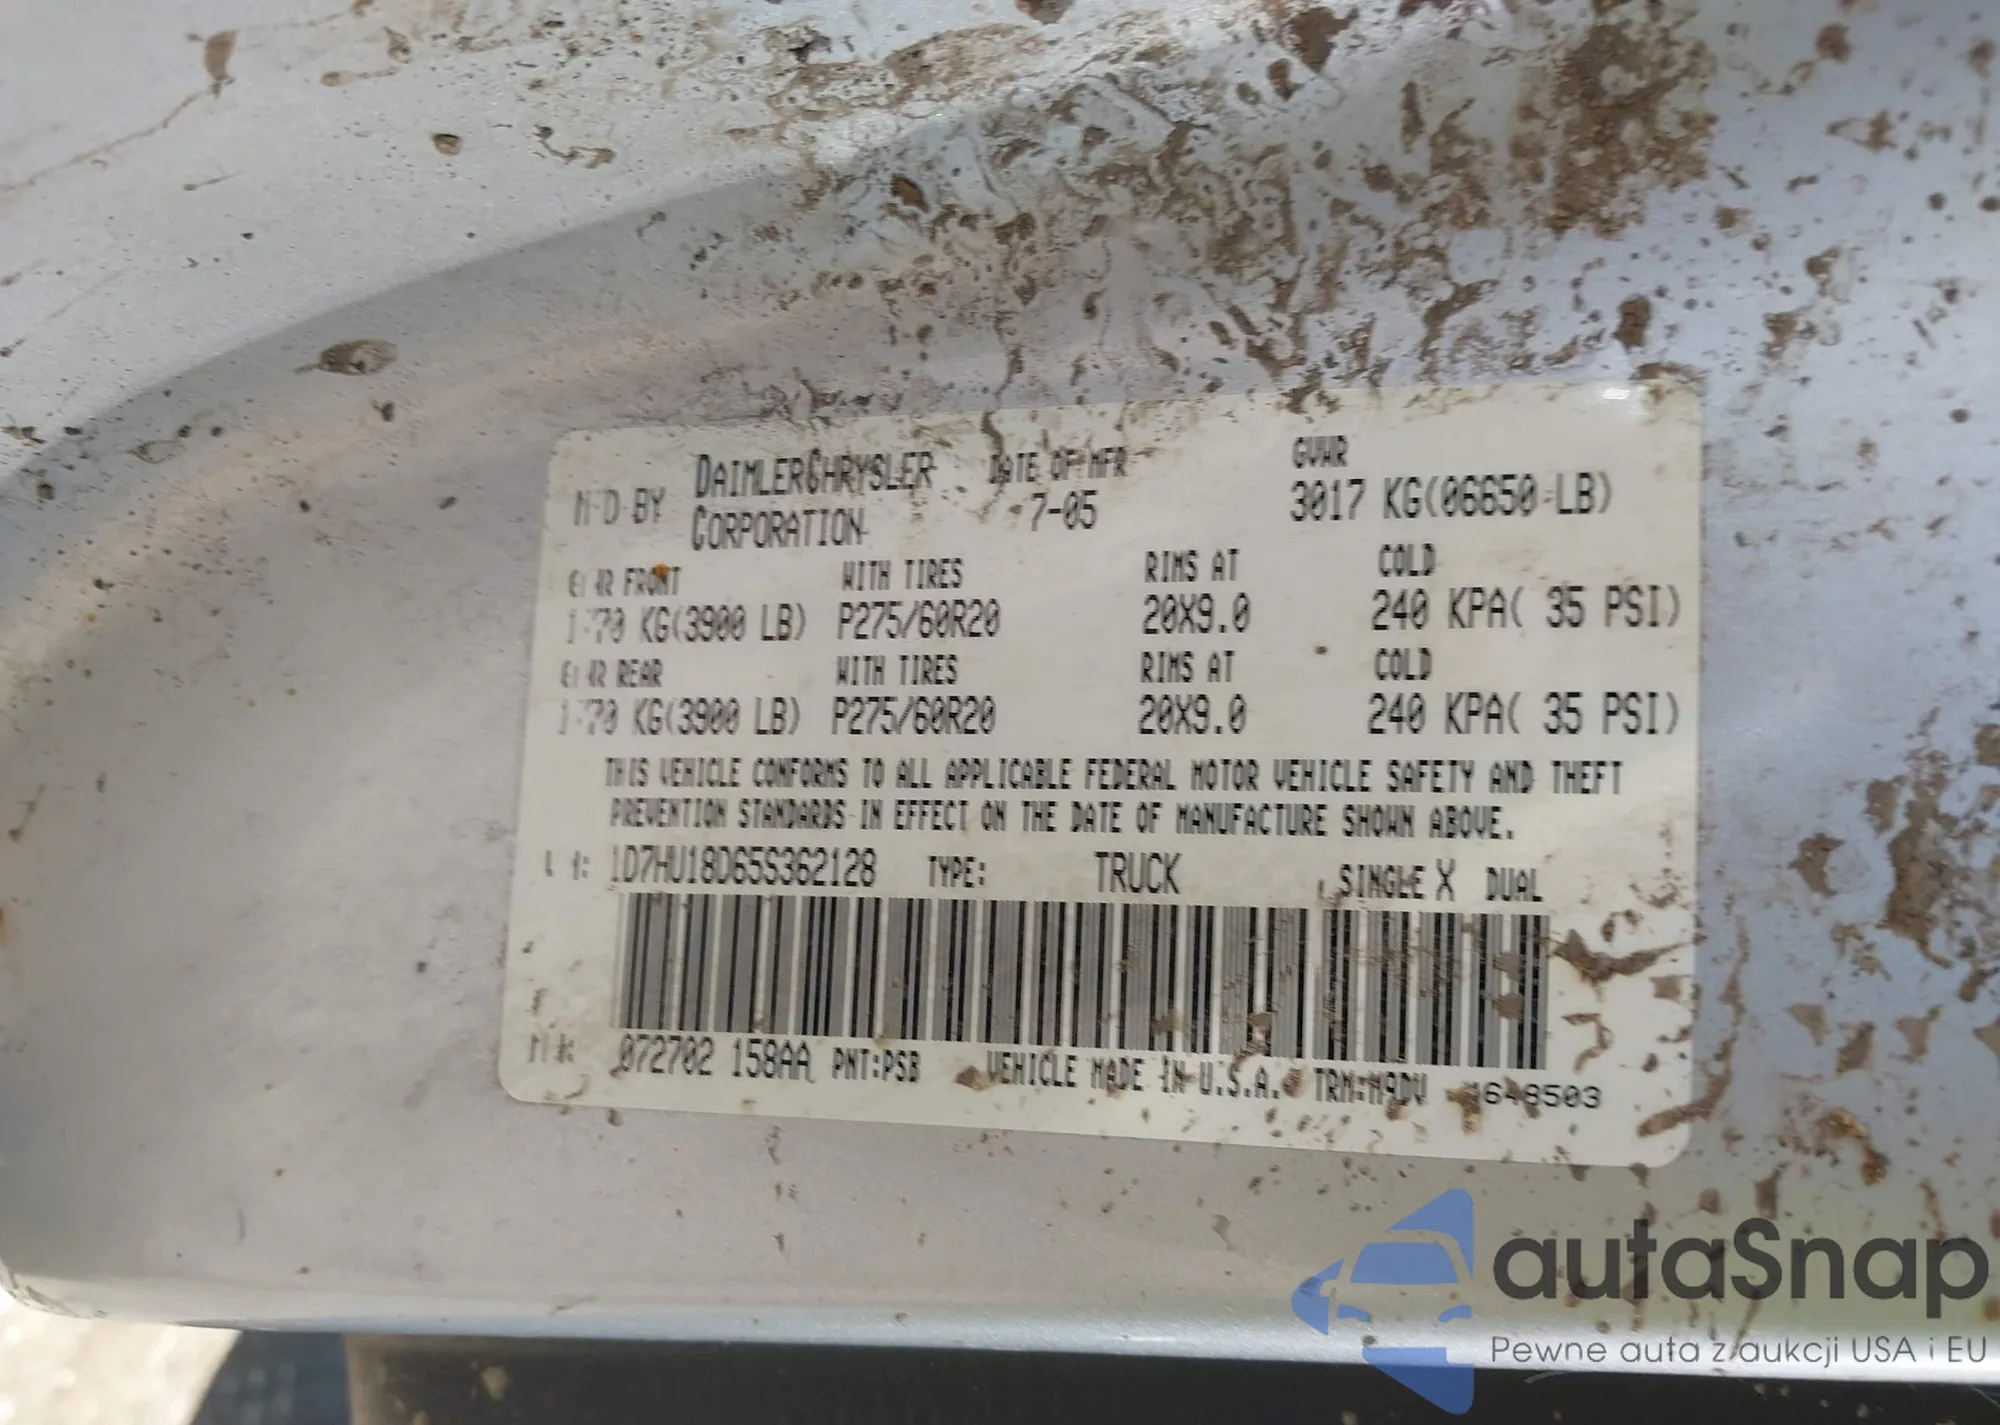 BY DAIMLERCHRYSLER CORPORATION
DATE OF MFR
7-05
GVWR
3017 KG(06650 LB)
FRONT WITH TIRES RIMS AT COLD
KG(3900 LB) P275/60R20 20X9.0 240 KPA( 35 PSI)
REAR WITH TIRES RIMS AT COLD
KG(3900 LB) P275/60R20 20X9.0 240 KPA( 35 PSI)
THIS VEHICLE CONFORMS TO ALL APPLICABLE FEDERAL MOTOR VEHICLE SAFETY AND THEFT
PREVENTION STANDARDS IN EFFECT ON THE DATE OF MANUFACTURE SHOWN ABOVE.
1D7HU18D65S362128 TYPE: TRUCK SINGLE X DUAL
072702 158AA PNT:PSB VEHICLE MADE IN U.S.A.
autaSnap
Pewne auta z aukcji USA i EU